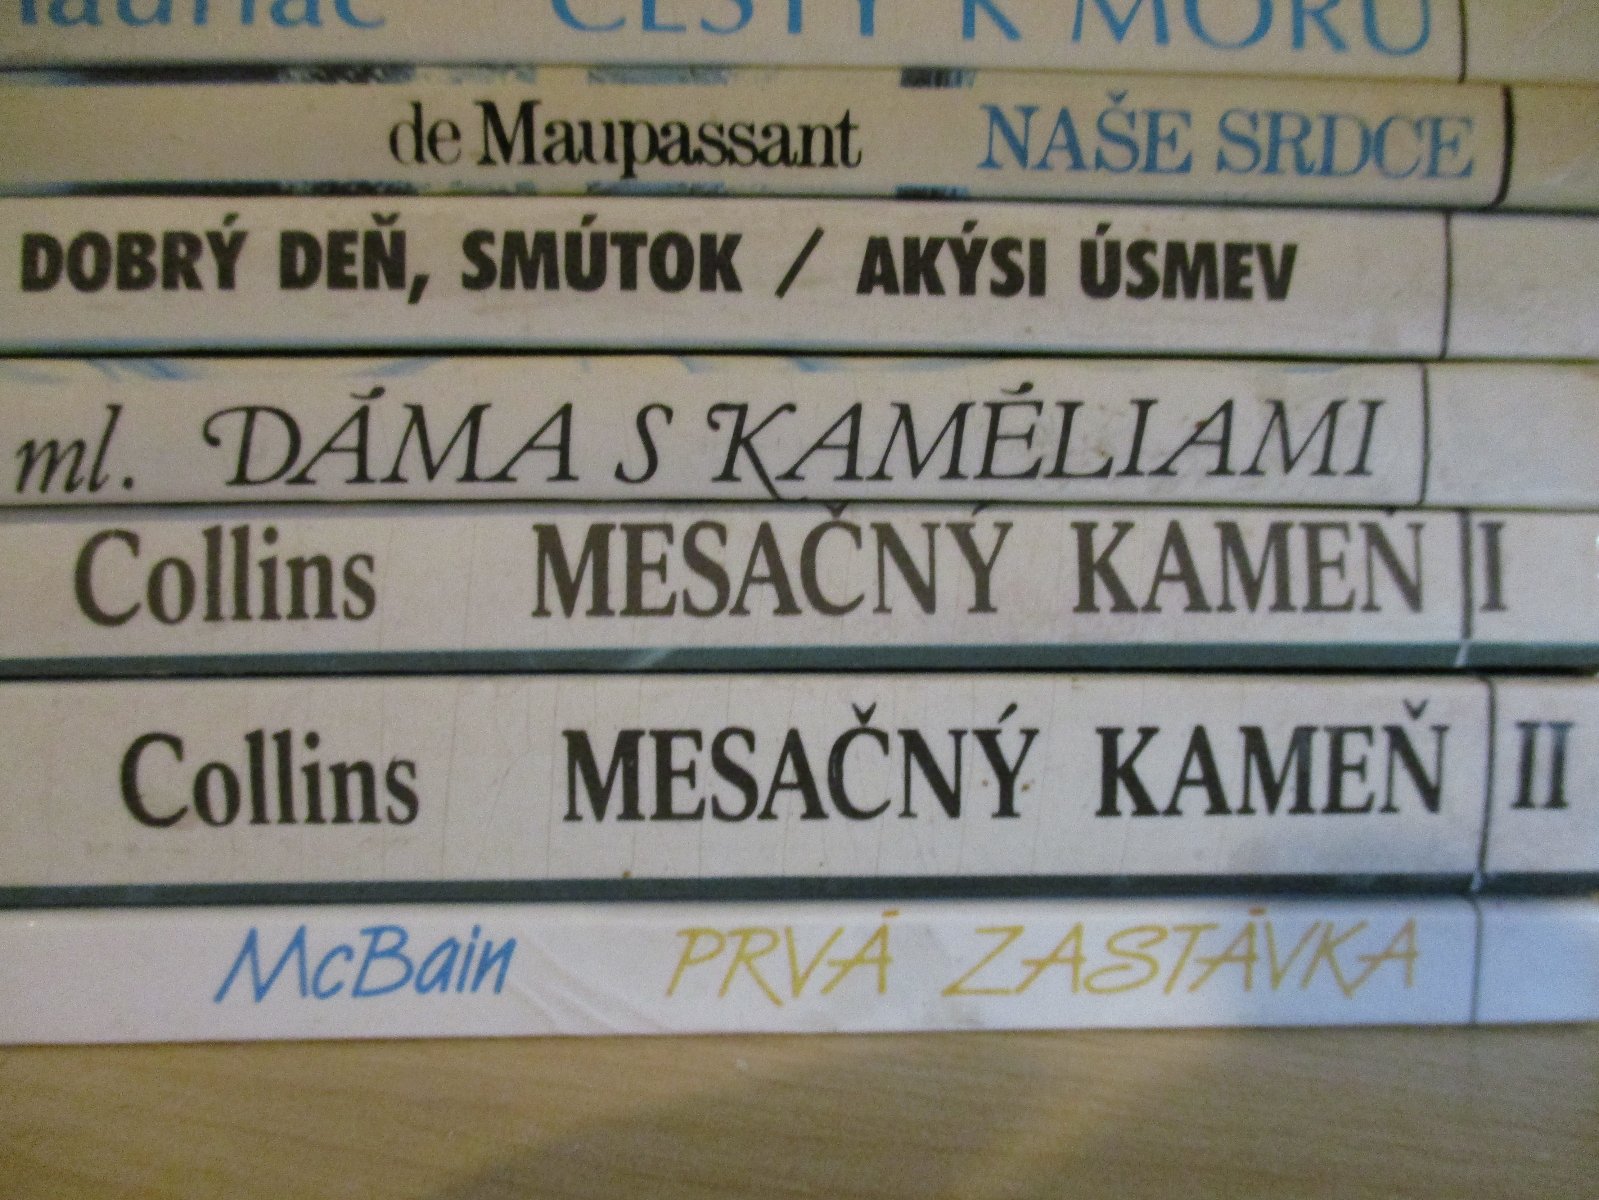 CESTY K MORU
de Maupassant NAŠE SRDCE
DOBRÝ DEŇ, SMÚTOK / AKÝSI ÚSMEV
ml. DÁMA S KAMÉLIAMI
Collins MESAČNÝ KAMEŇ I
Collins MESAČNÝ KAMEŇ II
McBain PRVÁ ZASTÁVKA